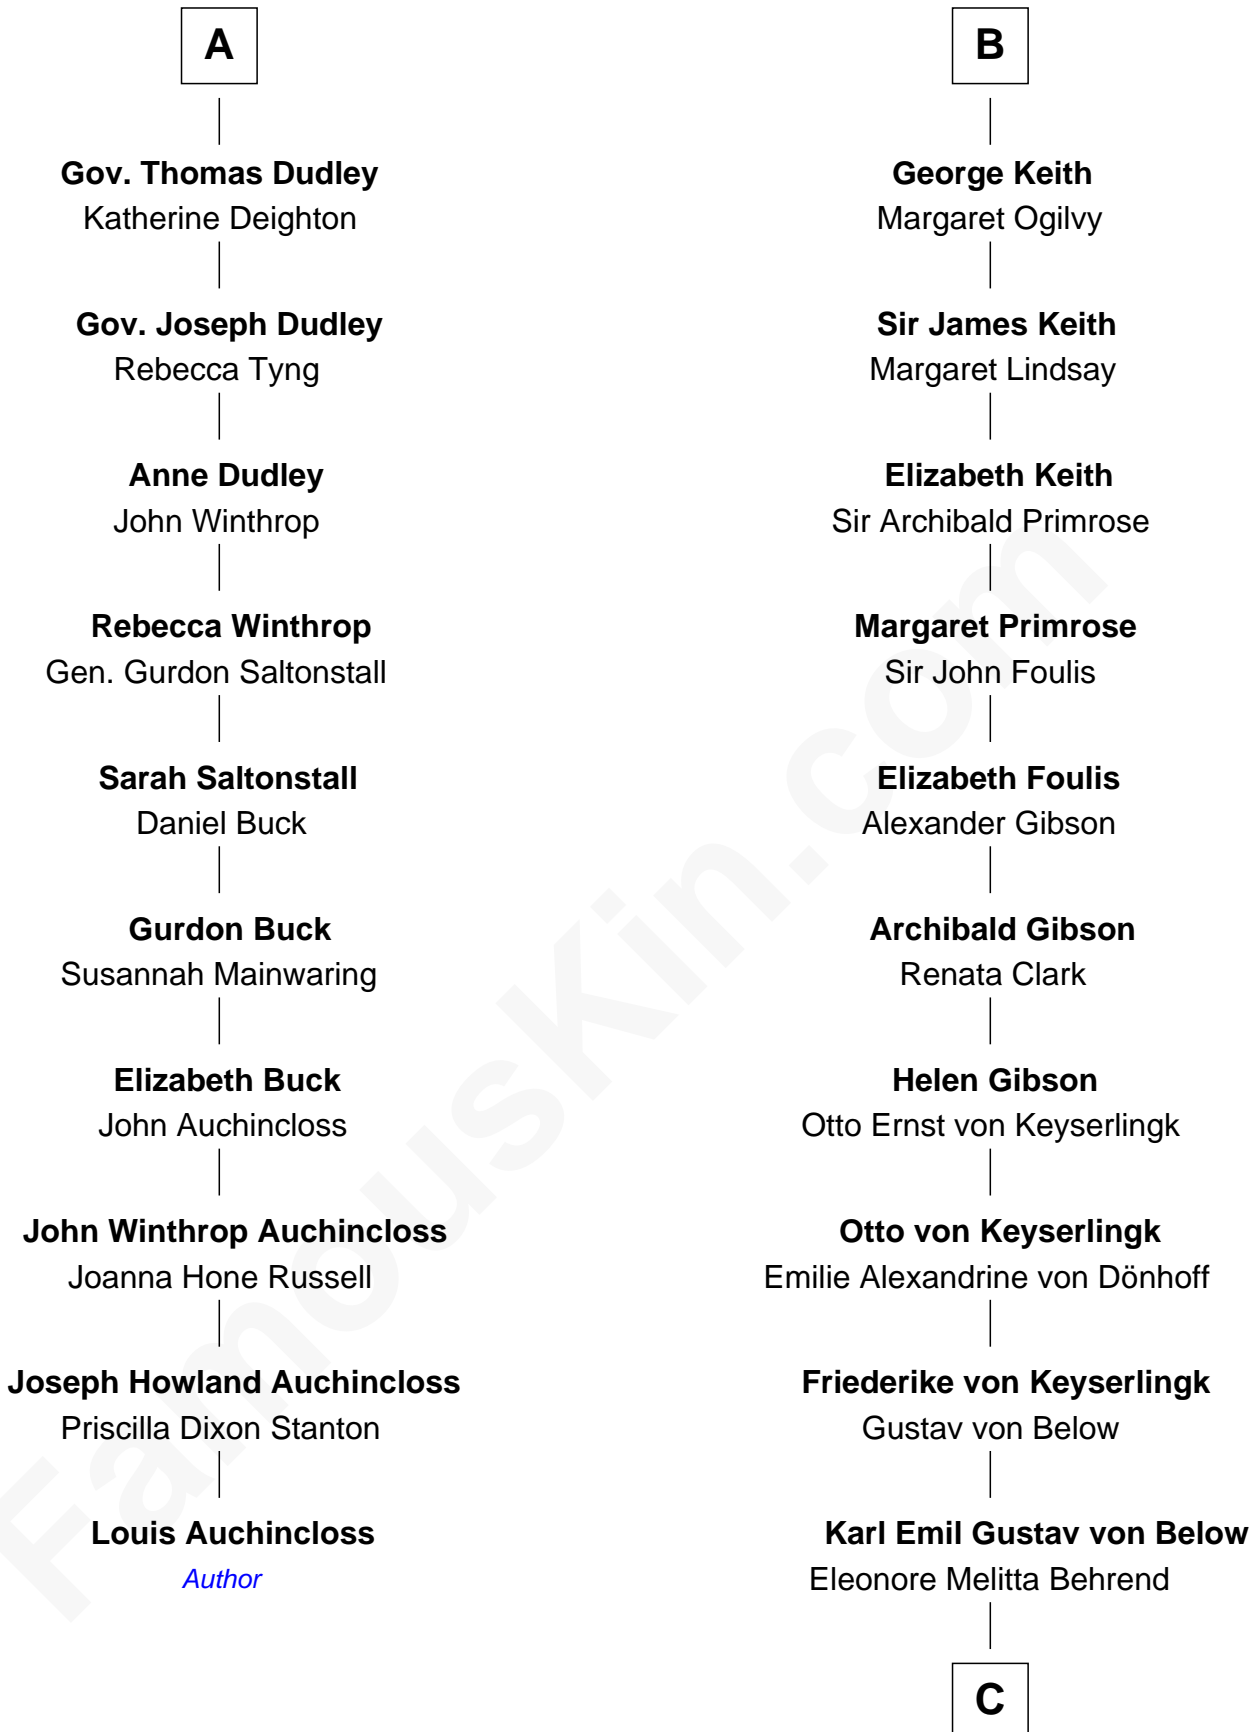 A
Gov. Thomas Dudley
Katherine Deighton
Gov. Joseph Dudley
Rebecca Tyng
Anne Dudley
John Winthrop
Rebecca Winthrop
Gen. Gurdon Saltonstall
Sarah Saltonstall
Daniel Buck
Gurdon Buck
Susannah Mainwaring
Elizabeth Buck
John Auchincloss
John Winthrop Auchincloss
Joanna Hone Russell
Joseph Howland Auchincloss
Priscilla Dixon Stanton
Louis Auchincloss
Author
B
George Keith
Margaret Ogilvy
Sir James Keith
Margaret Lindsay
Elizabeth Keith
Sir Archibald Primrose
Margaret Primrose
Sir John Foulis
Elizabeth Foulis
Alexander Gibson
Archibald Gibson
Renata Clark
Helen Gibson
Otto Ernst von Keyserlingk
Otto von Keyserlingk
Emilie Alexandrine von Dönhoff
Friederike von Keyserlingk
Gustav von Below
Karl Emil Gustav von Below
Eleonore Melitta Behrend
C
FamousKin.com